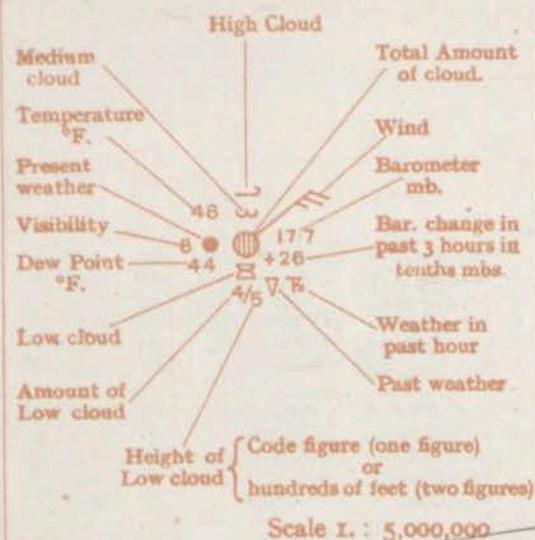 High Cloud
Medium cloud
Total Amount of cloud.
Temperature °F.
Wind
Present weather
Barometer mb.
48
Visibility
6
17.7
Bar. change in past 3 hours in tenths mbs.
+26
Dew Point °F.
44
4/5
Low cloud
Weather in past hour
Amount of Low cloud
Past weather
Height of Low cloud
Code figure (one figure)
or
hundreds of feet (two figures)
Scale 1. : 5,000,000